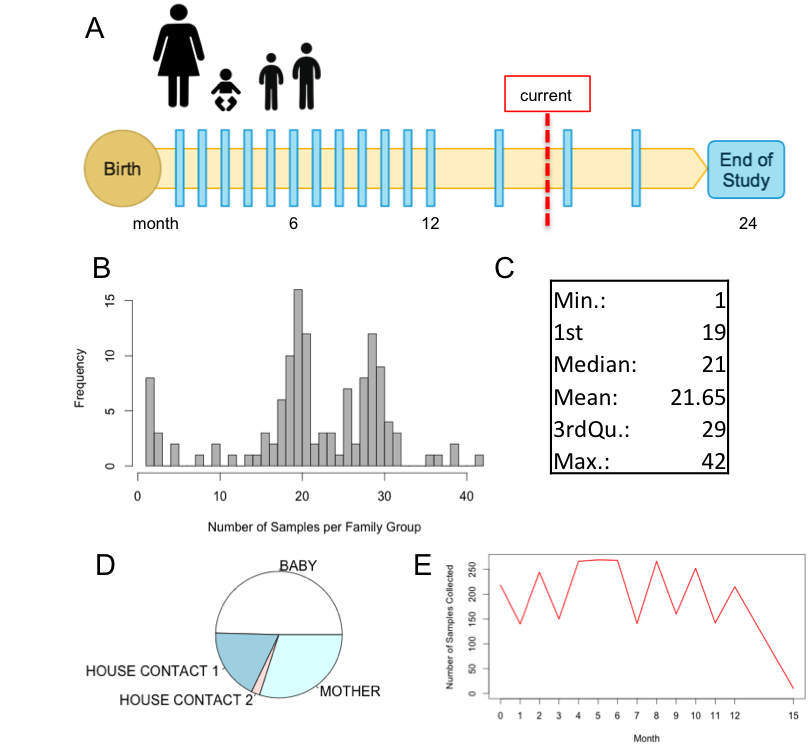 A
current
Birth
End of
Study
month 6 12 24
B
15
10
5
0
Frequency
0 10 20 30 40
Number of Samples per Family Group
C
Min.: 1
1st 19
Median: 21
Mean: 21.65
3rdQu.: 29
Max.: 42
D
BABY
HOUSE CONTACT 1
HOUSE CONTACT 2
MOTHER
E
250
200
150
100
50
0
Number of Samples Collected
0 1 2 3 4 5 6 7 8 9 10 11 12 15
Month